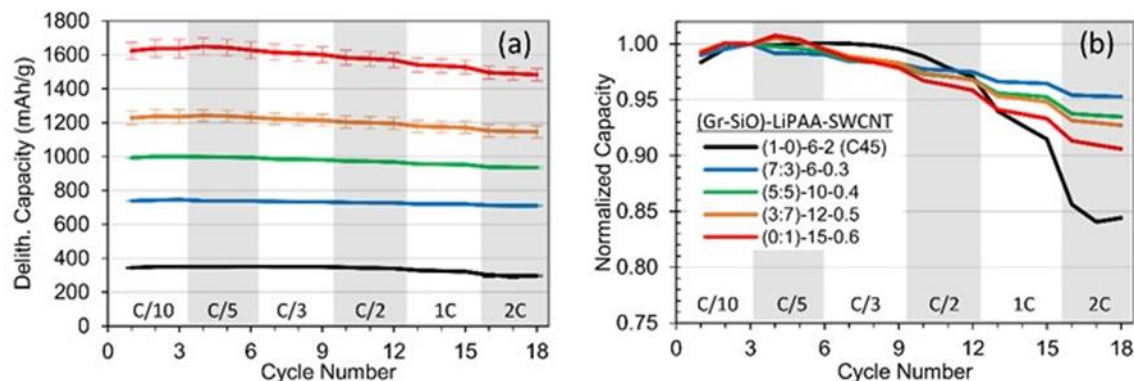 (a)
Delith. Capacity (mAh/g)
1800
1600
1400
1200
1000
800
600
400
200
0
C/10 C/5 C/3 C/2 1C 2C
0 3 6 9 12 15 18
Cycle Number
(b)
Normalized Capacity
1.00
0.95
0.90
0.85
0.80
0.75
(Gr-SiO)-LiPAA-SWCNT
(1-0)-6-2 (C45)
(7:3)-6-0.3
(5:5)-10-0.4
(3:7)-12-0.5
(0:1)-15-0.6
C/10 C/5 C/3 C/2 1C 2C
0 3 6 9 12 15 18
Cycle Number